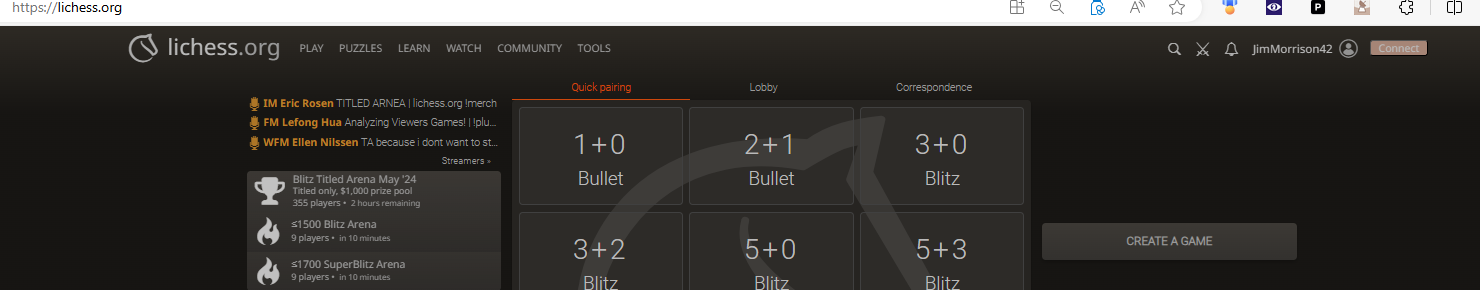 https://lichess.org
lichess.org PLAY PUZZLES LEARN WATCH COMMUNITY TOOLS JimMorrison42 Connect
Quick pairing Lobby Correspondence
IM Eric Rosen TITLED ARNEA | lichess.org !merch
FM Lefong Hua Analyzing Viewers Games! | !plu...
WFM Ellen Nilssen TA because i dont want to st...
Streamers »
Blitz Titled Arena May '24
Titled only, $1,000 prize pool
355 players • 2 hours remaining
≤1500 Blitz Arena
9 players • in 10 minutes
≤1700 SuperBlitz Arena
9 players • in 10 minutes
1+0 2+1 3+0
Bullet Bullet Blitz
3+2 5+0 5+3
Blitz Blitz Blitz
CREATE A GAME